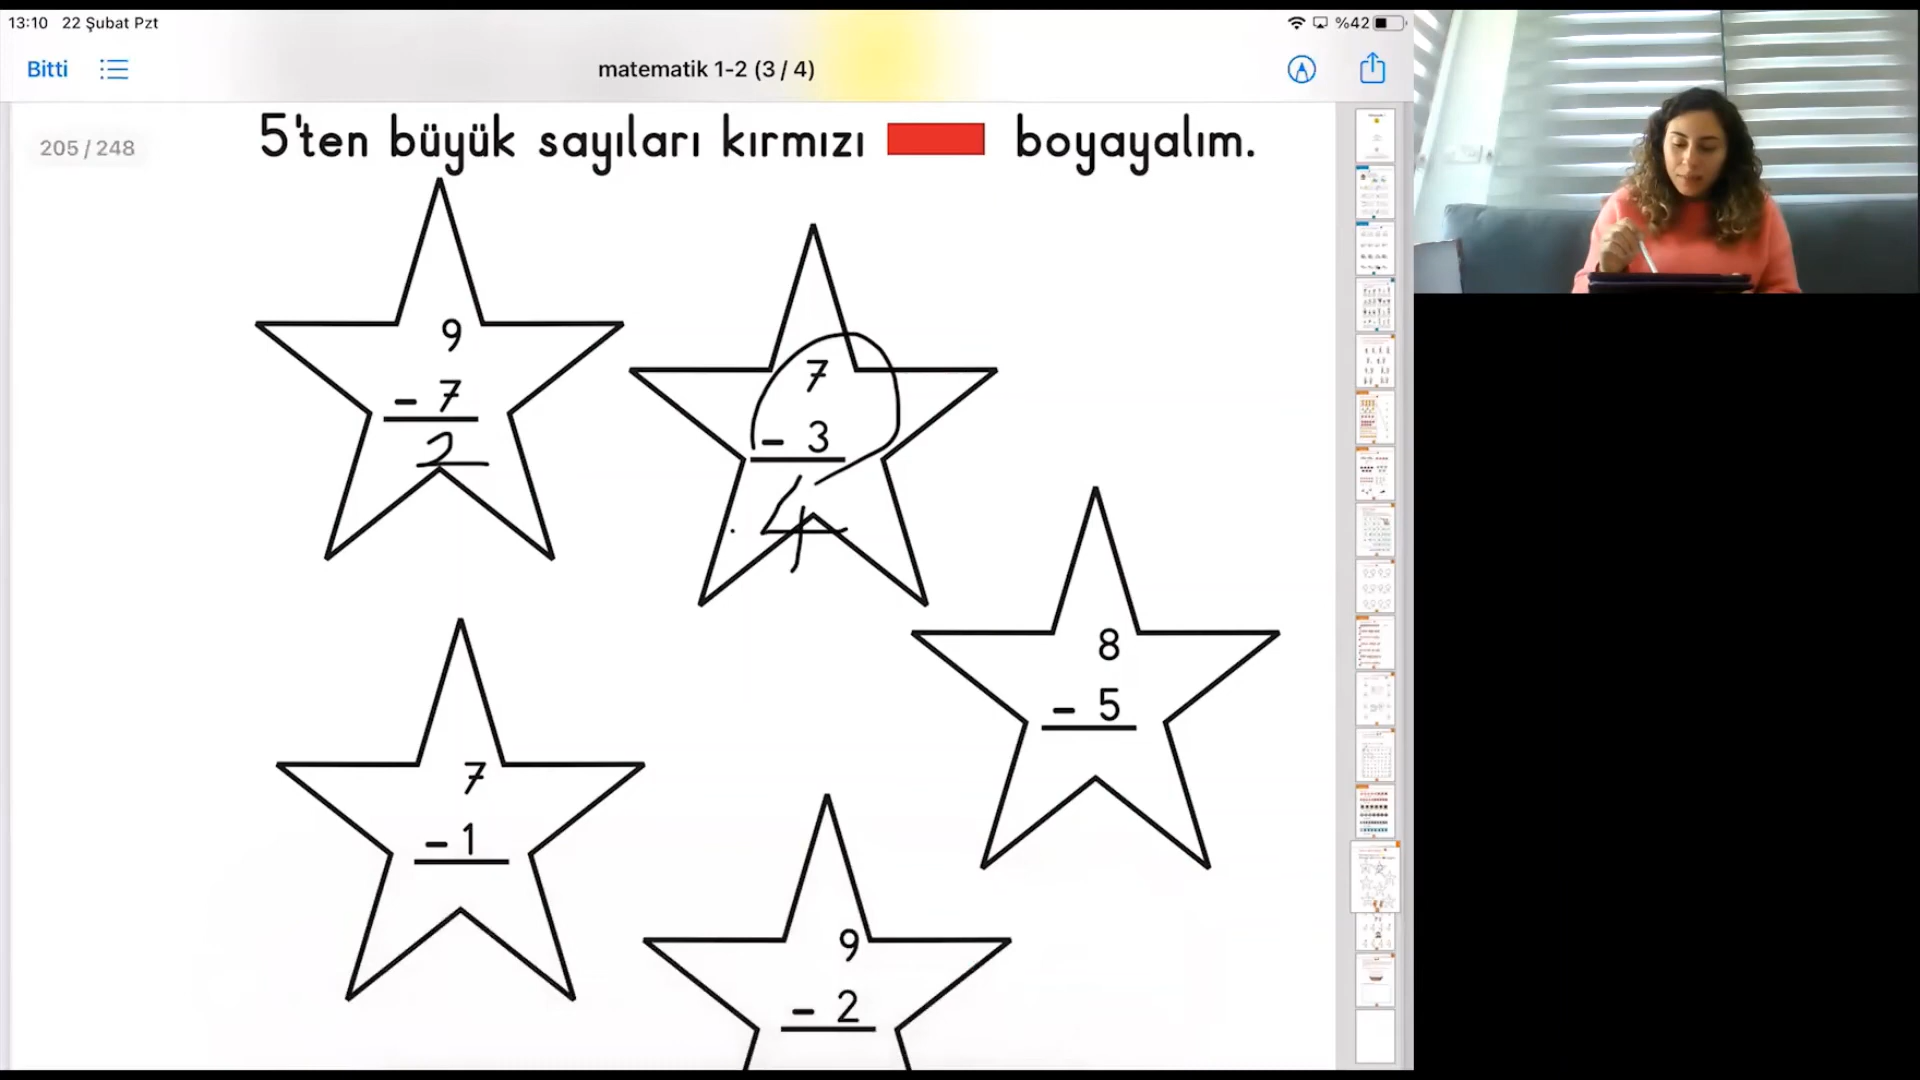 13:10 22 Şubat Pzt
%42
Bitti
matematik 1-2 (3 / 4)
205 / 248
5'ten büyük sayıları kırmızı boyayalım.
9
- 7
2
7
- 3
4
8
- 5
7
- 1
9
- 2